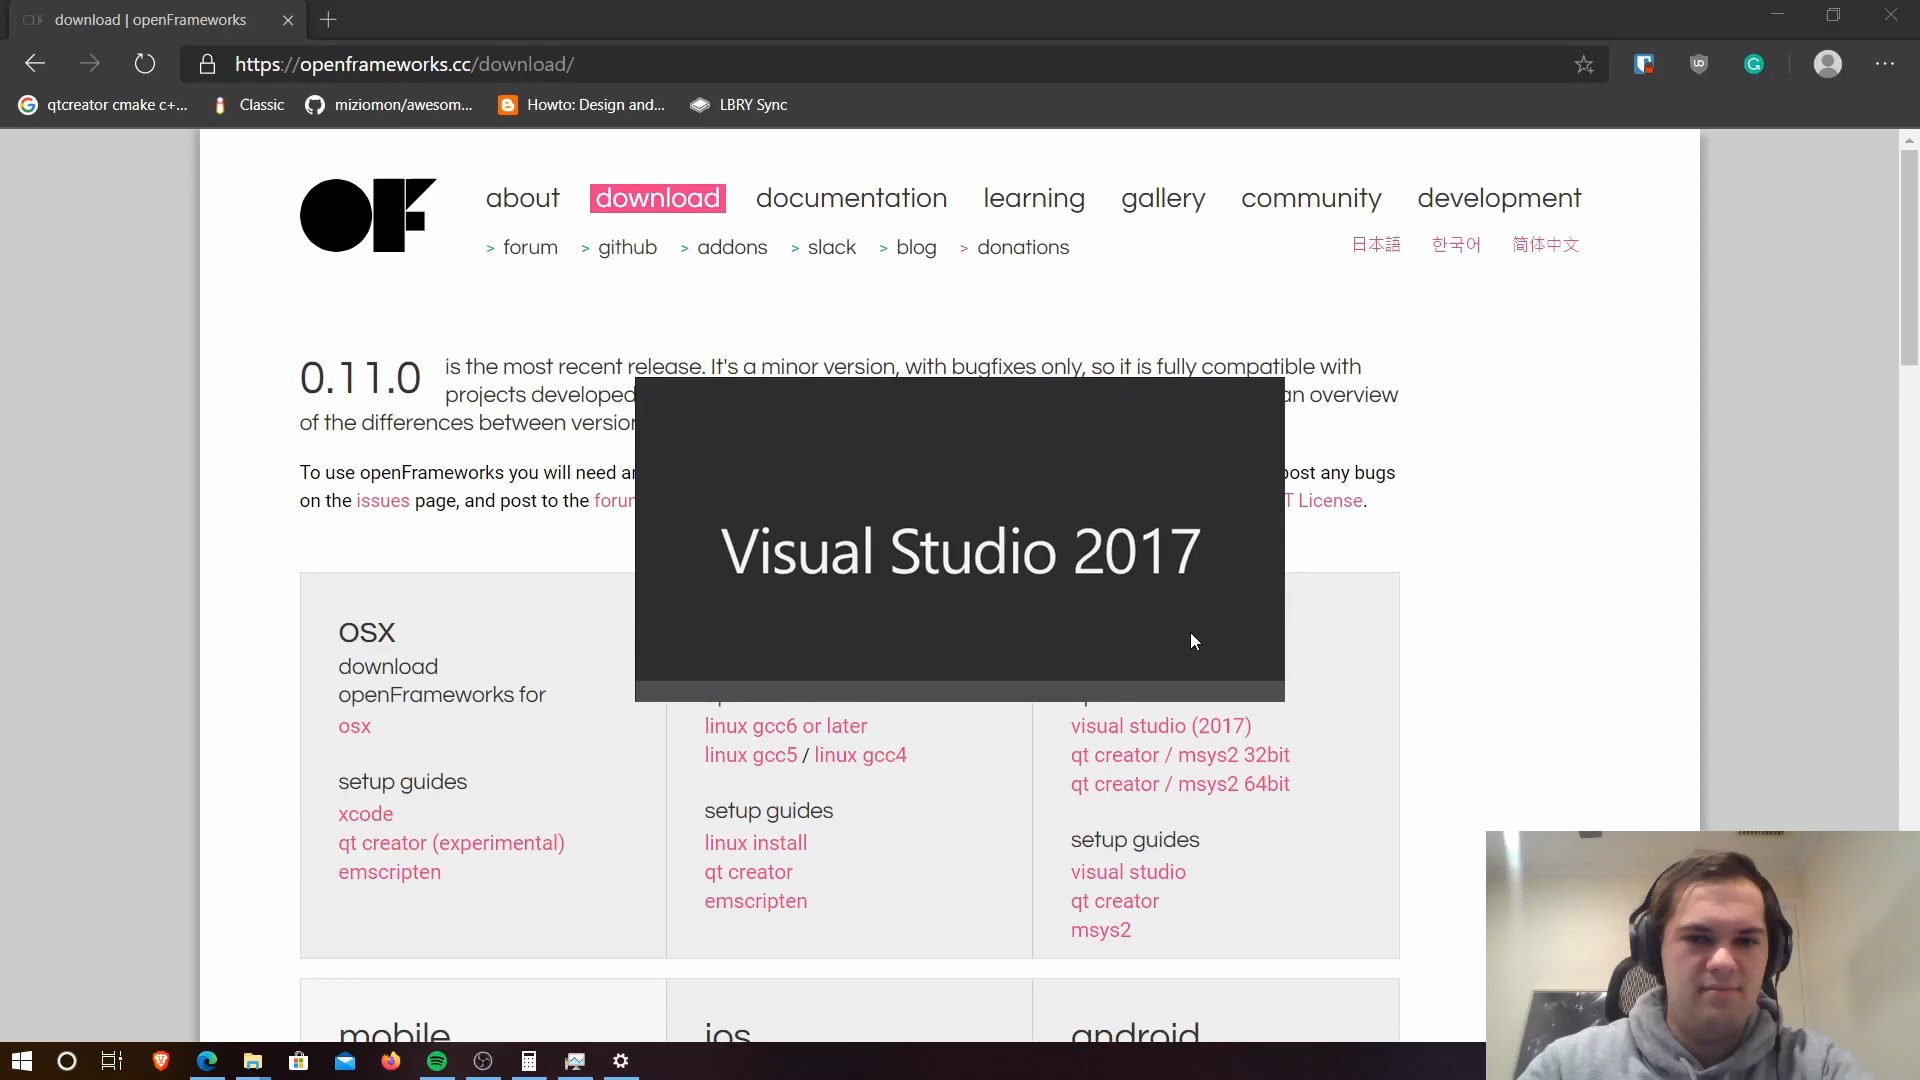 download | openFrameworks
https://openframeworks.cc/download/
qtcreator cmake c+...
Classic
miziomon/awesom...
Howto: Design and...
LBRY Sync
OF
about
download
documentation
learning
gallery
community
development
> forum
> github
> addons
> slack
> blog
> donations
日本語
한국어
简体中文
0.11.0
is the most recent release. It's a minor version, with bugfixes only, so it is fully compatible with
projects developed
an overview
of the differences between
To use openFrameworks you will need
post any bugs
on the issues page, and post to the
License.
Visual Studio 2017
osx
download
openFrameworks for
osx
setup guides
xcode
qt creator (experimental)
emscripten
linux gcc6 or later
linux gcc5 / linux gcc4
setup guides
linux install
qt creator
emscripten
visual studio (2017)
qt creator / msys2 32bit
qt creator / msys2 64bit
setup guides
visual studio
qt creator
msys2
mobile
ios
android